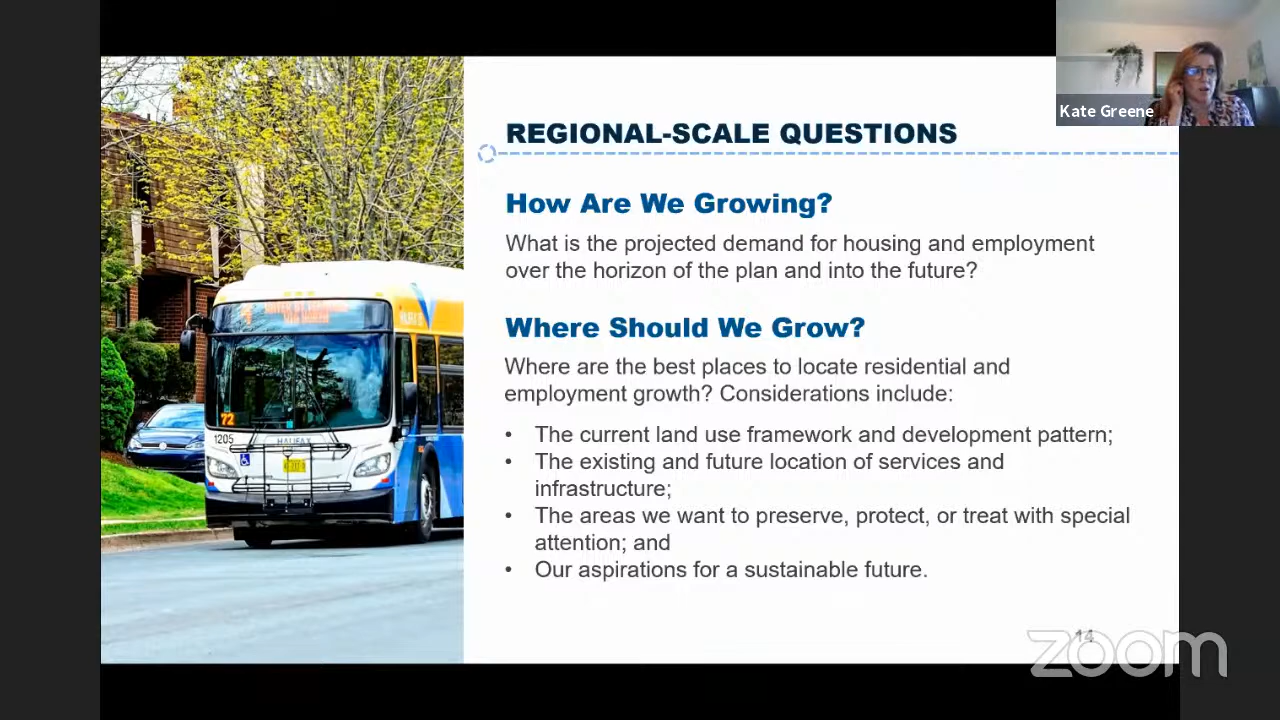 Kate Greene
REGIONAL-SCALE QUESTIONS
How Are We Growing?
What is the projected demand for housing and employment
over the horizon of the plan and into the future?
Where Should We Grow?
Where are the best places to locate residential and
employment growth? Considerations include:
• The current land use framework and development pattern;
• The existing and future location of services and
infrastructure;
• The areas we want to preserve, protect, or treat with special
attention; and
• Our aspirations for a sustainable future.
72
1205
HALIFAX
14
zoom